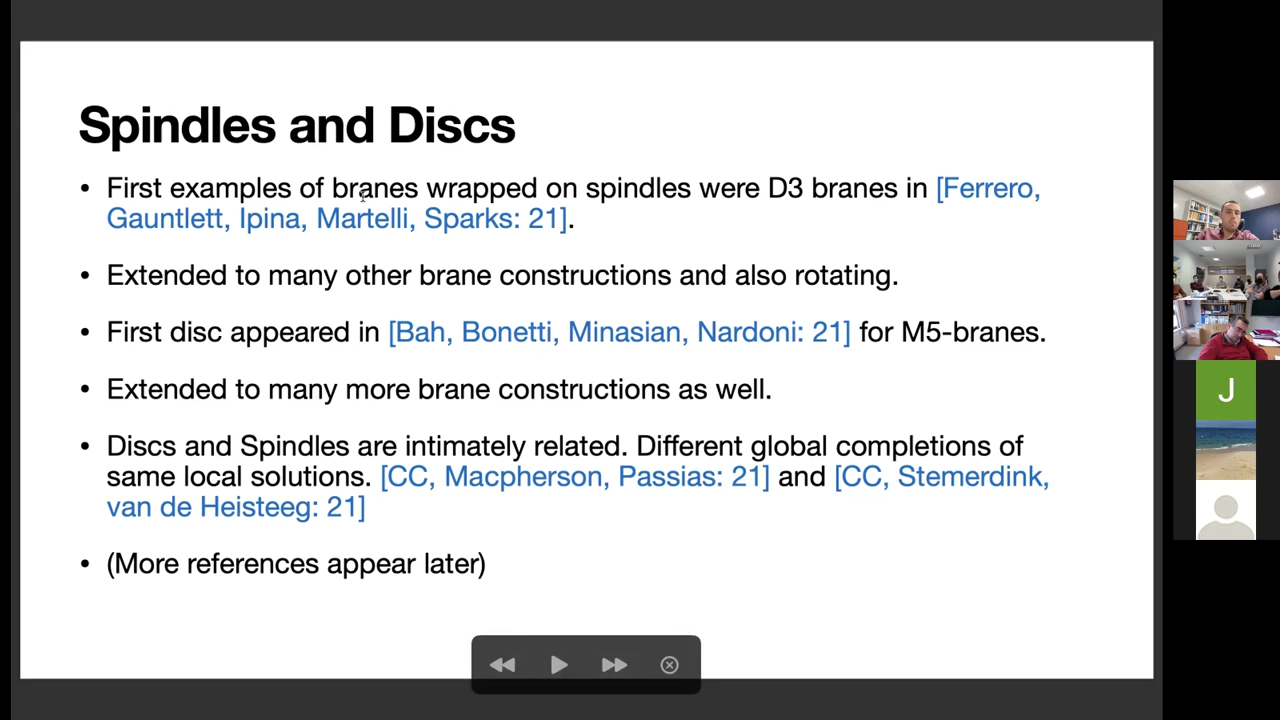 Spindles and Discs
• First examples of branes wrapped on spindles were D3 branes in [Ferrero,
Gauntlett, Ipina, Martelli, Sparks: 21].
• Extended to many other brane constructions and also rotating.
• First disc appeared in [Bah, Bonetti, Minasian, Nardoni: 21] for M5-branes.
• Extended to many more brane constructions as well.
• Discs and Spindles are intimately related. Different global completions of
same local solutions. [CC, Macpherson, Passias: 21] and [CC, Stemerdink,
van de Heisteeg: 21]
• (More references appear later)
J